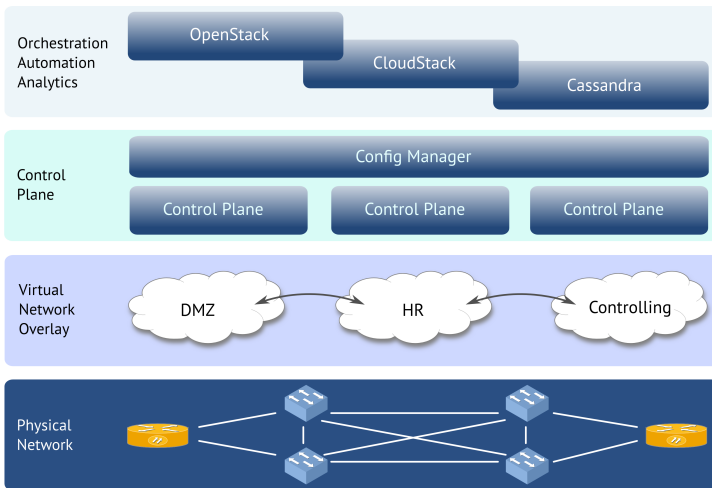 Orchestration
Automation
Analytics
OpenStack
CloudStack
Cassandra
Control
Plane
Config Manager
Control Plane
Control Plane
Control Plane
Virtual
Network
Overlay
DMZ
HR
Controlling
Physical
Network